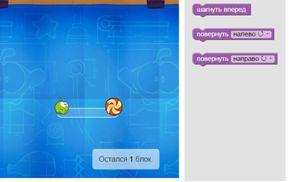 шагнуть вперед
повернуть налево
повернуть направо
Остался 1 блок.